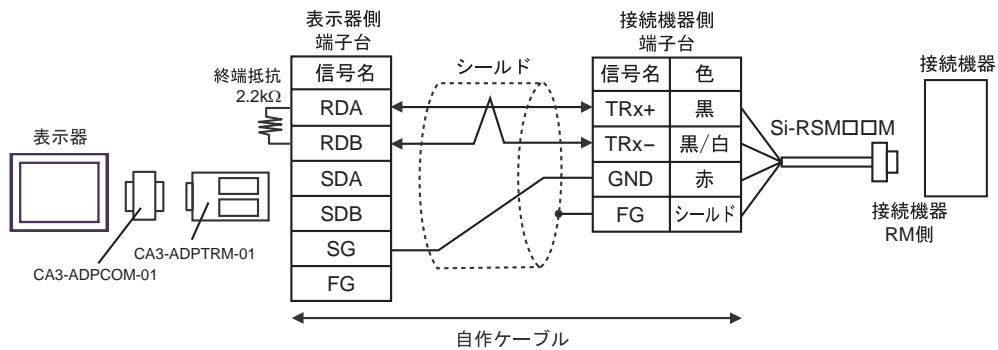 表示器側
端子台
接続機器側
端子台
終端抵抗
2.2kΩ
信号名
RDA
RDB
SDA
SDB
SG
FG
シールド
信号名 色
TRx+ 黒
TRx− 黒/白
GND 赤
FG シールド
接続機器
Si-RSM□□M
接続機器
RM側
表示器
CA3-ADPTRM-01
CA3-ADPCOM-01
自作ケーブル